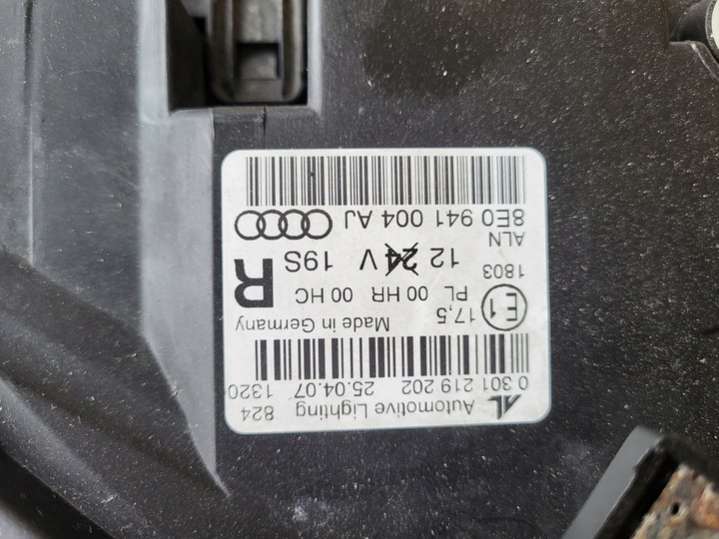 AL Automotive Lighting 824
0 301 219 202 25.04.07 1320
E1 17,5 Made in Germany
PL 00 HR 00 HC R
1803
12 24 V 19S
ALN
8E0 941 004 AJ